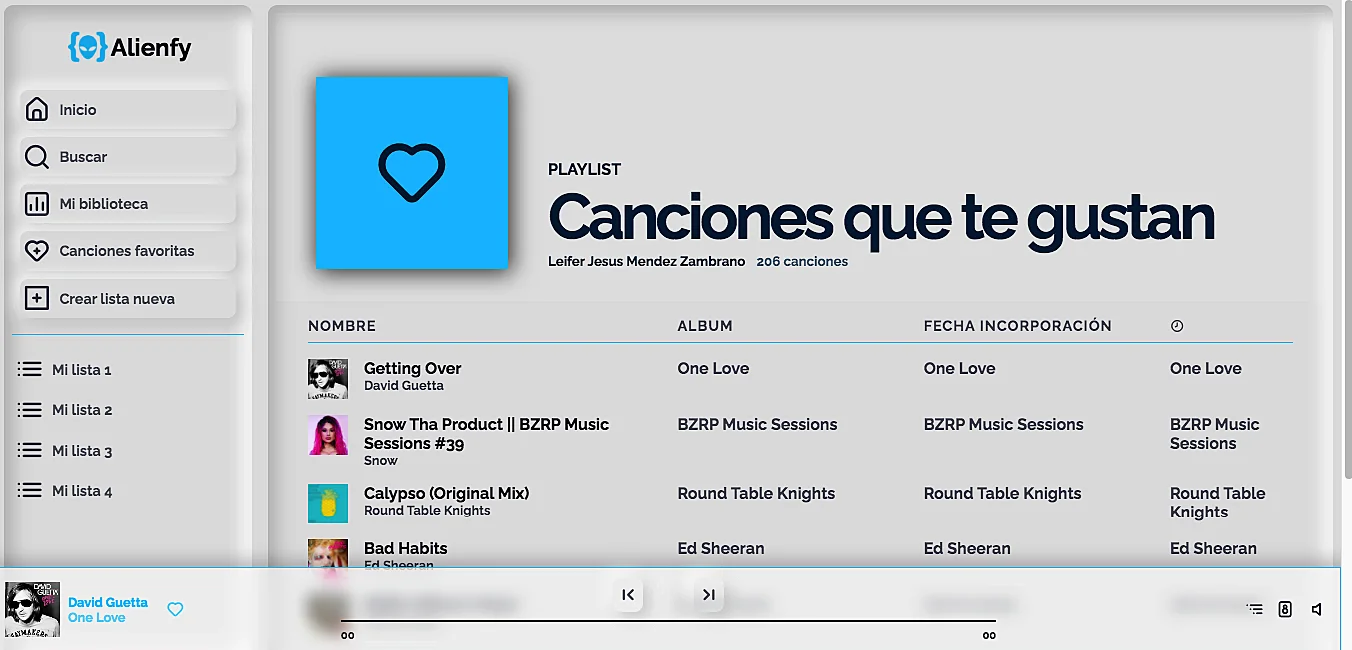 Alienfy
Inicio
Buscar
Mi biblioteca
Canciones favoritas
Crear lista nueva
Mi lista 1
Mi lista 2
Mi lista 3
Mi lista 4
PLAYLIST
Canciones que te gustan
Leifer Jesus Mendez Zambrano 206 canciones
NOMBRE ALBUM FECHA INCORPORACIÓN
Getting Over One Love One Love One Love
David Guetta
Snow Tha Product || BZRP Music BZRP Music Sessions BZRP Music Sessions BZRP Music
Sessions #39 Sessions
Snow
Calypso (Original Mix) Round Table Knights Round Table Knights Round Table
Round Table Knights Knights
Bad Habits Ed Sheeran Ed Sheeran Ed Sheeran
Ed Sheeran
David Guetta
One Love
00 00